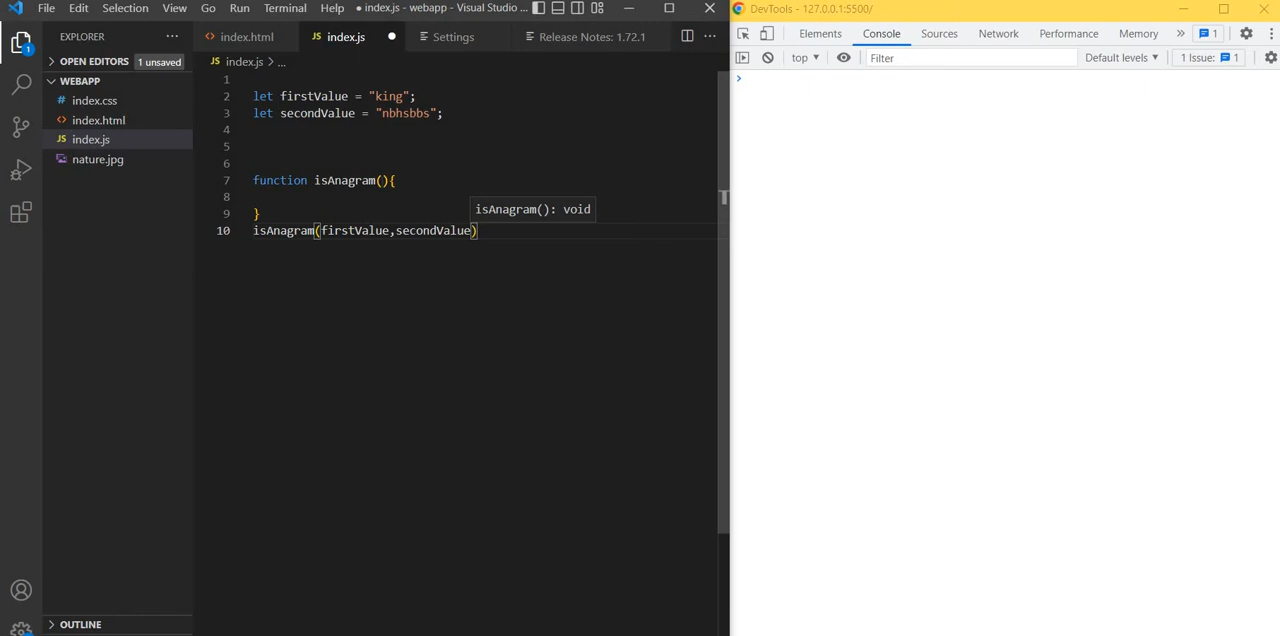 File Edit Selection View Go Run Terminal Help ● index.js - webapp - Visual Studio ...
DevTools - 127.0.0.1:5500/
EXPLORER ...
index.html JS index.js ● Settings Release Notes: 1.72.1 ...
Elements Console Sources Network Performance Memory » 1
OPEN EDITORS 1 unsaved
JS index.js > ...
top Filter Default levels 1 Issue: 1
WEBAPP
# index.css
index.html
JS index.js
nature.jpg
>
1
2 let firstValue = "king";
3 let secondValue = "nbhsbbs";
4
5
6
7 function isAnagram(){
8
isAnagram(): void
9 }
10 isAnagram(firstValue,secondValue)
1
OUTLINE